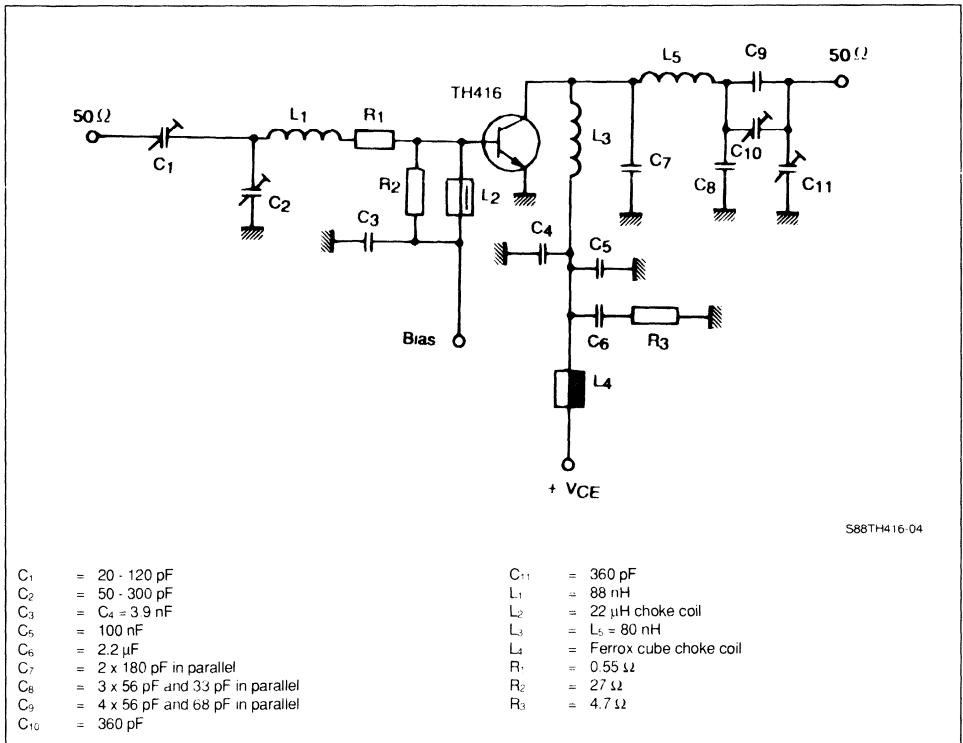 50 Ω
C1
C2
L1
R1
R2
L2
C3
Bias
TH416
L3
C4
C5
C6
R3
L4
+ VCE
C7
L5
C8
C9
C10
C11
50 Ω
S88TH416-04
C1 = 20 - 120 pF
C2 = 50 - 300 pF
C3 = C4 = 3.9 nF
C5 = 100 nF
C6 = 2.2 µF
C7 = 2 x 180 pF in parallel
C8 = 3 x 56 pF and 33 pF in parallel
C9 = 4 x 56 pF and 68 pF in parallel
C10 = 360 pF
C11 = 360 pF
L1 = 88 nH
L2 = 22 µH choke coil
L3 = L5 = 80 nH
L4 = Ferrox cube choke coil
R1 = 0.55 Ω
R2 = 27 Ω
R3 = 4.7 Ω